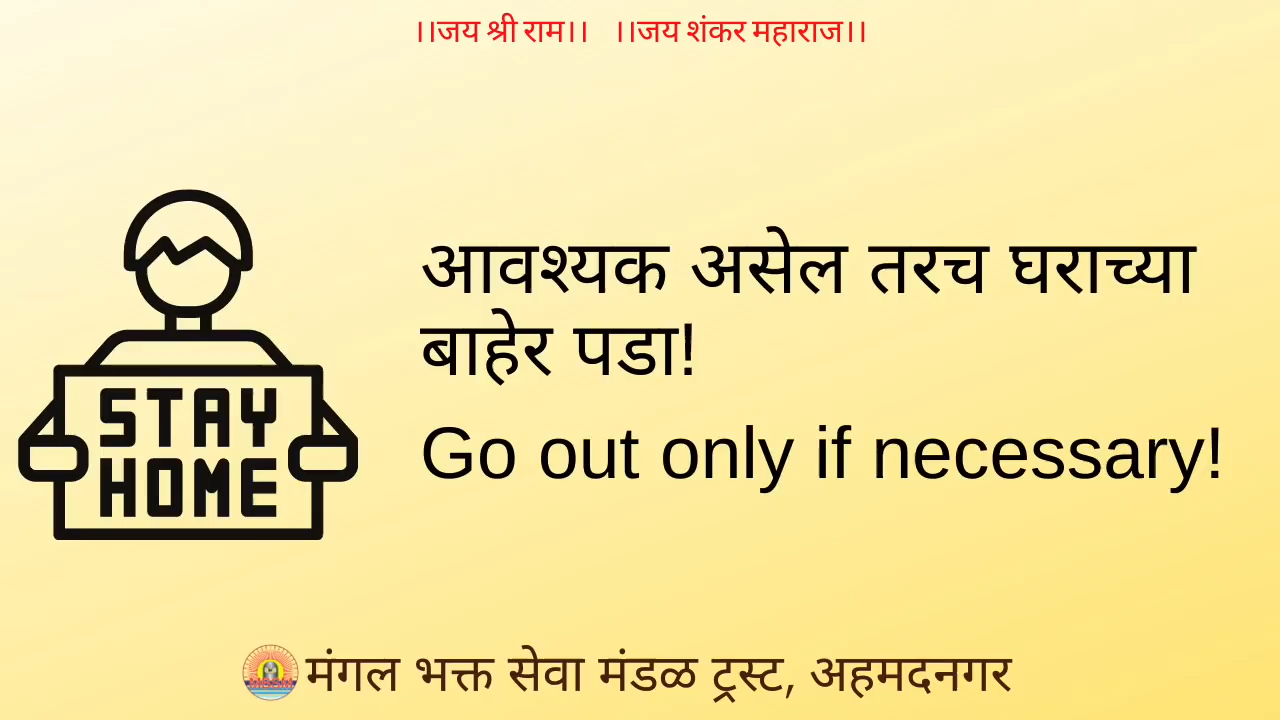 ।।जय श्री राम।। ।।जय शंकर महाराज।।
आवश्यक असेल तरच घराच्या
बाहेर पडा!
Go out only if necessary!
STAY
HOME
मंगल भक्त सेवा मंडळ ट्रस्ट, अहमदनगर